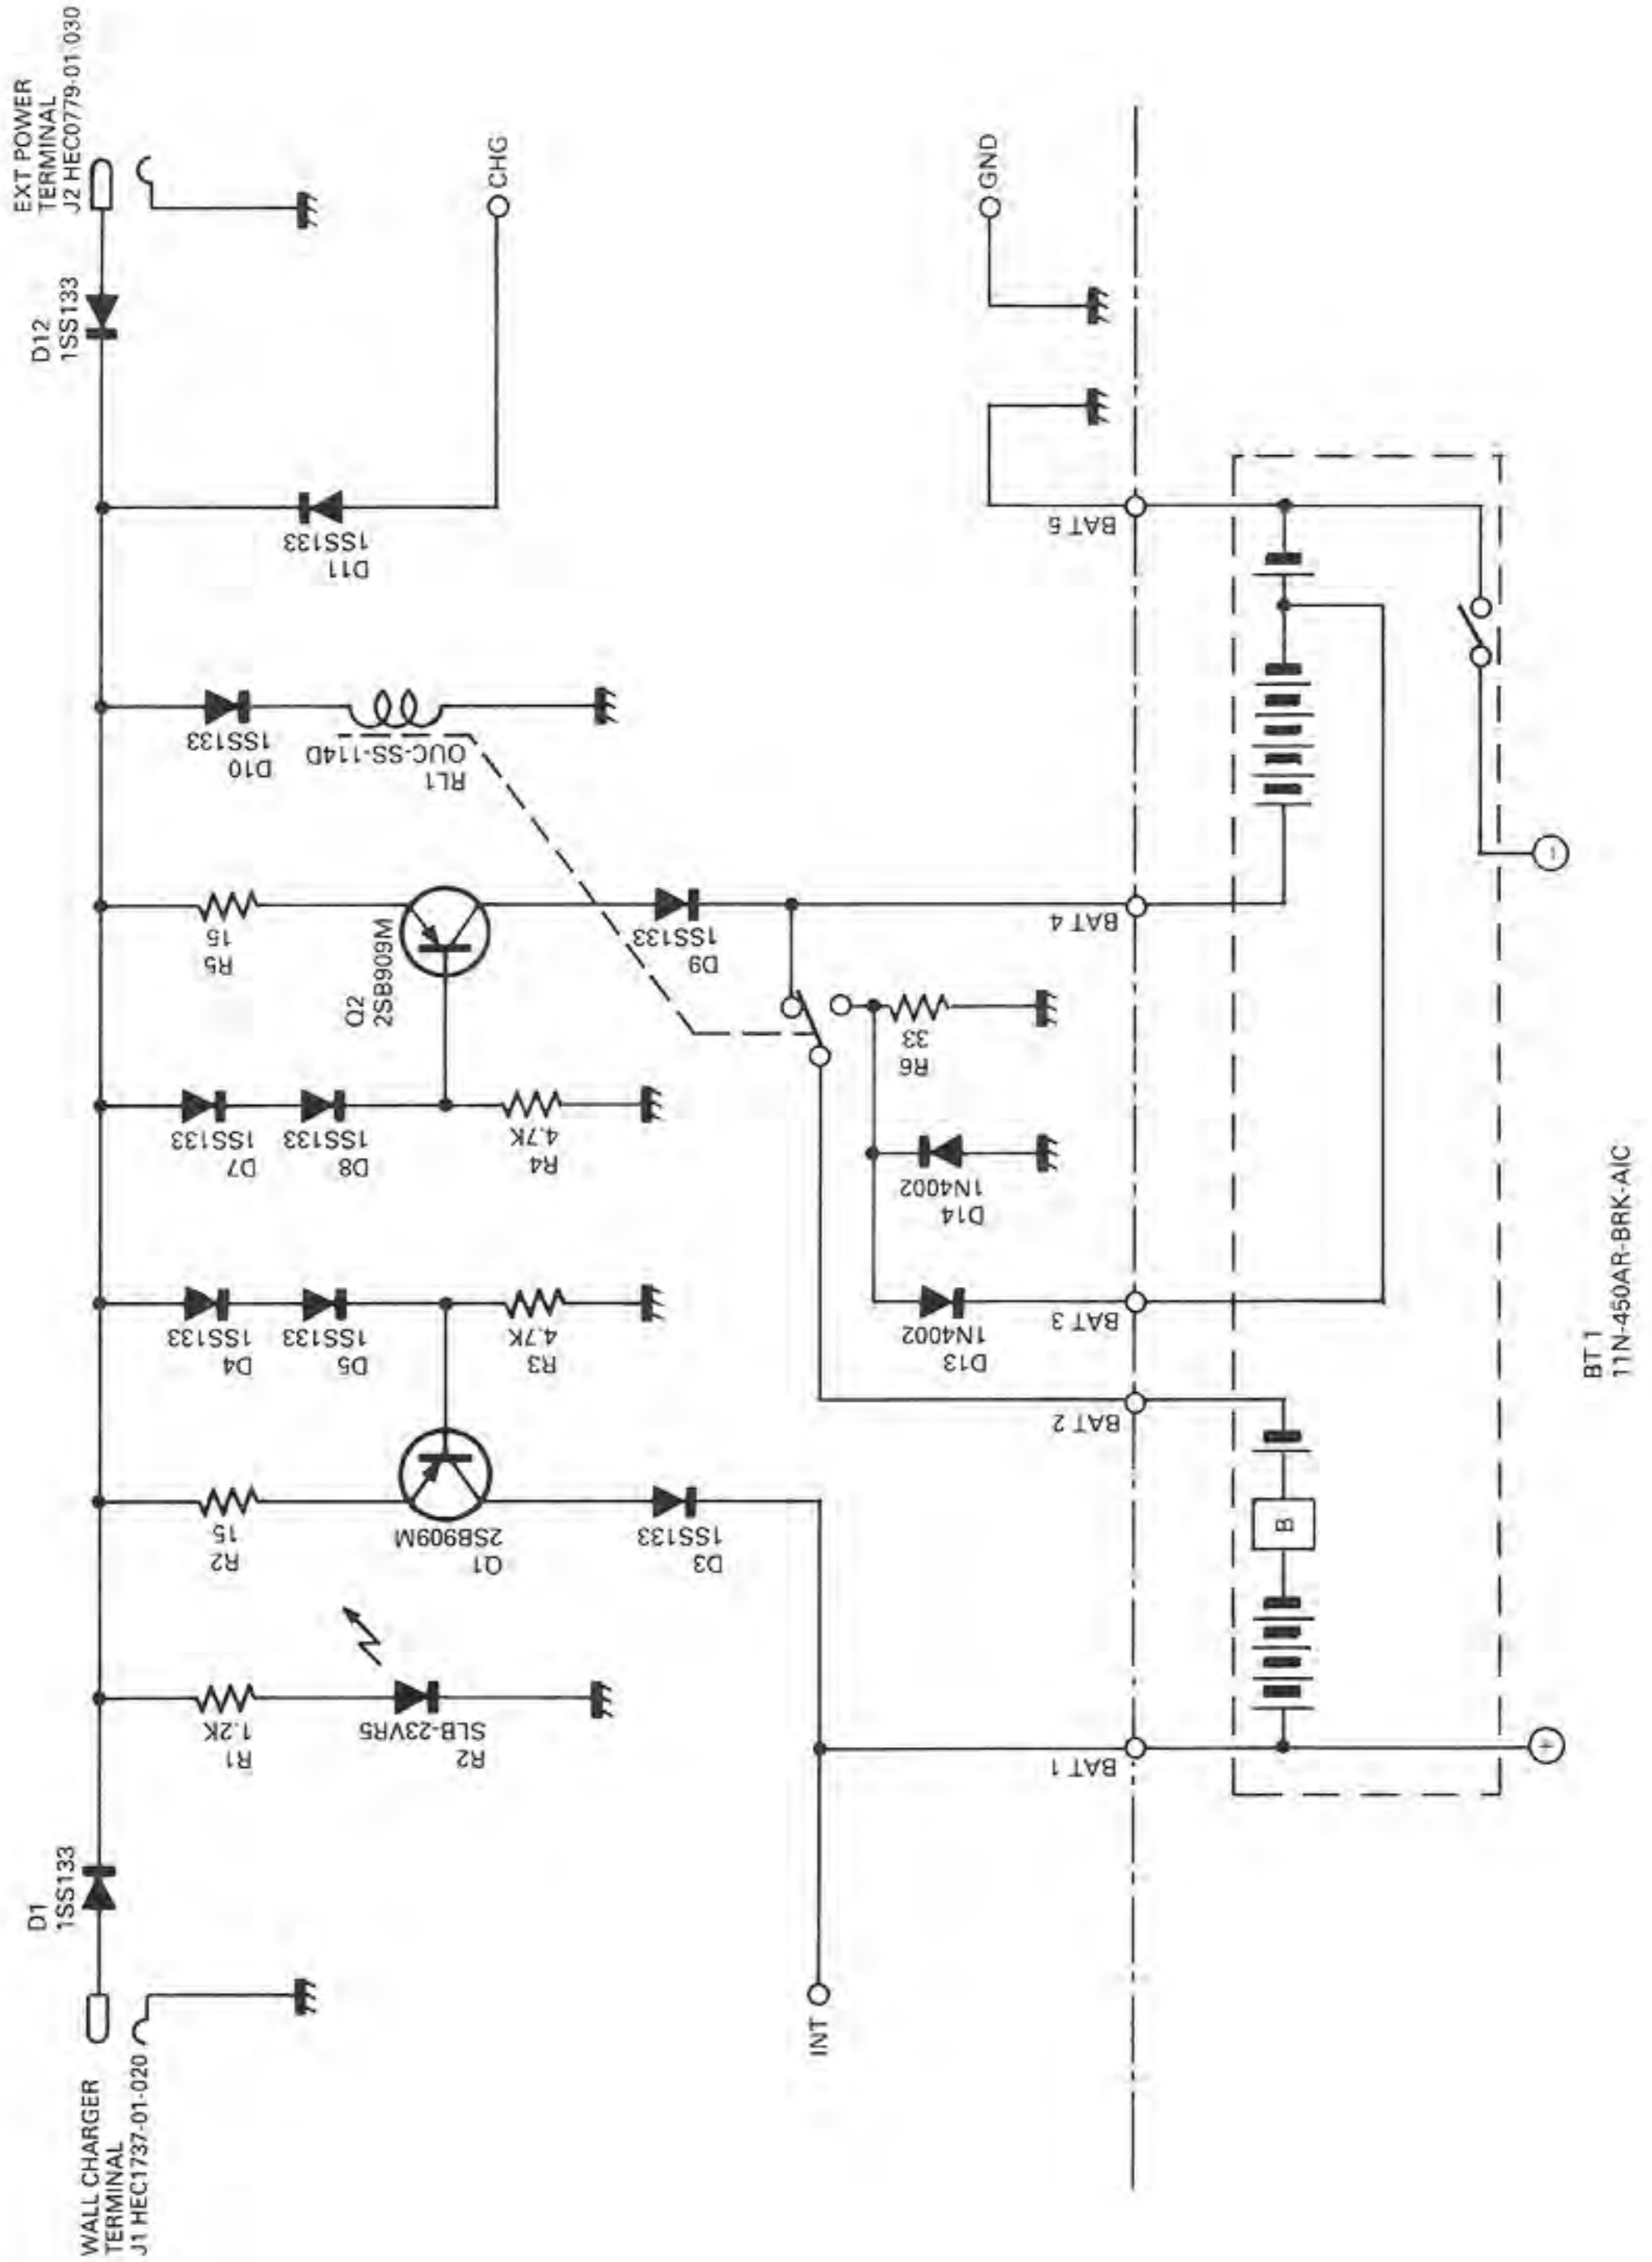 WALL CHARGER
TERMINAL
J1 HEC1737-01-020
D1
1SS133
EXT POWER
TERMINAL
J2 HEC0779-01-030
D12
1SS133
R1
1.2K
R2
SLB-23VR5
R2
15
Q1
2SB909M
D3
1SS133
D4
1SS133
D5
1SS133
R3
4.7K
D7
1SS133
D8
1SS133
R4
4.7K
Q2
2SB909M
R5
15
D9
1SS133
D10
1SS133
RL1
OUC-SS-114D
D11
1SS133
CHG
INT
D13
1N4002
D14
1N4002
R6
33
GND
BAT 1
BAT 2
BAT 3
BAT 4
BAT 5
B
+
-
BT 1
11N-450AR-BRK-AIC